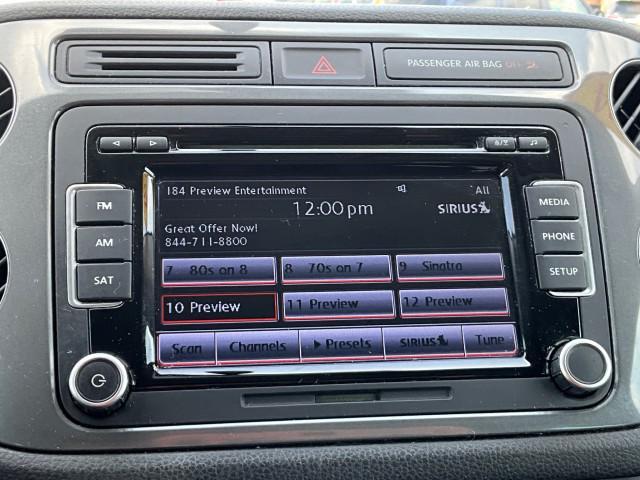 PASSENGER AIR BAG OFF
184 Preview Entertainment All
12:00pm SIRIUS
Great Offer Now!
844-711-8800
7 80s on 8 8 70s on 7 9 Sinatra
10 Preview 11 Preview 12 Preview
Scan Channels Presets SIRIUS Tune
FM
AM
SAT
MEDIA
PHONE
SETUP